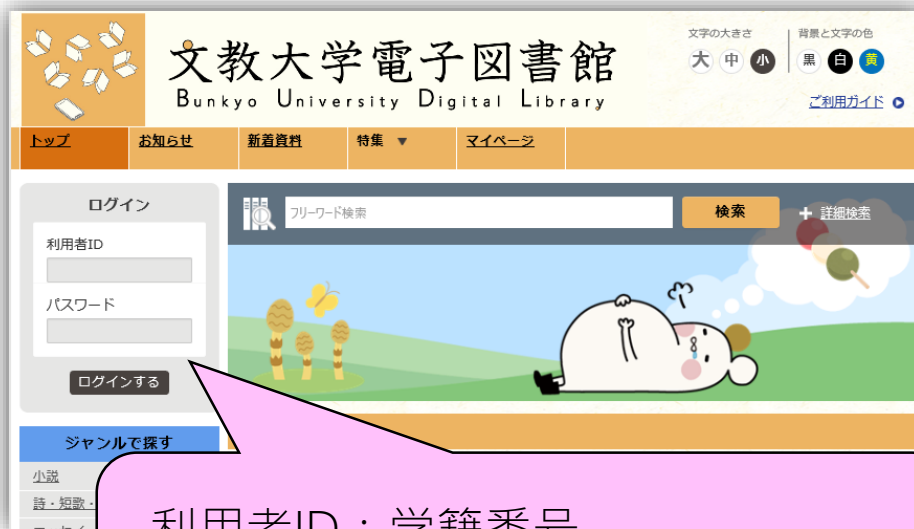 文教大学電子図書館
Bunkyo University Digital Library
文字の大きさ
大 中 小
背景と文字の色
黒 白 黄
ご利用ガイド
トップ お知らせ 新着資料 特集 ▼ マイページ
ログイン
利用者ID
パスワード
ログインする
フリーワード検索
検索
+ 詳細検索
ジャンルで探す
小説
詩・短歌・
利用者ID：学籍番号